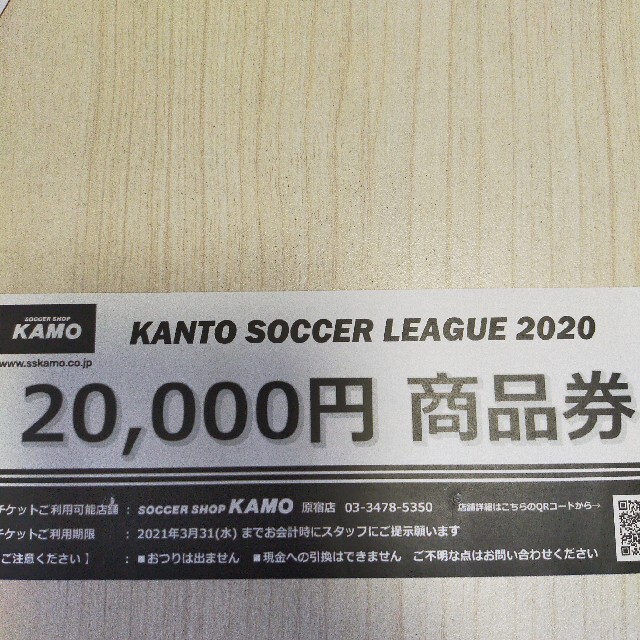 SOCCER SHOP
KAMO
KANTO SOCCER LEAGUE 2020
www.sskamo.co.jp
20,000円 商品券
チケットご利用可能店舗 : SOCCER SHOP KAMO 原宿店 03-3478-5350 店舗詳細はこちらのQRコードから→
チケットご利用期限 : 2021年3月31(水) までお会計時にスタッフにご提示願います
ご注意ください 】 : ■おつりは出ません ■現金への引換はできません ご不明な点はお問い合わせください